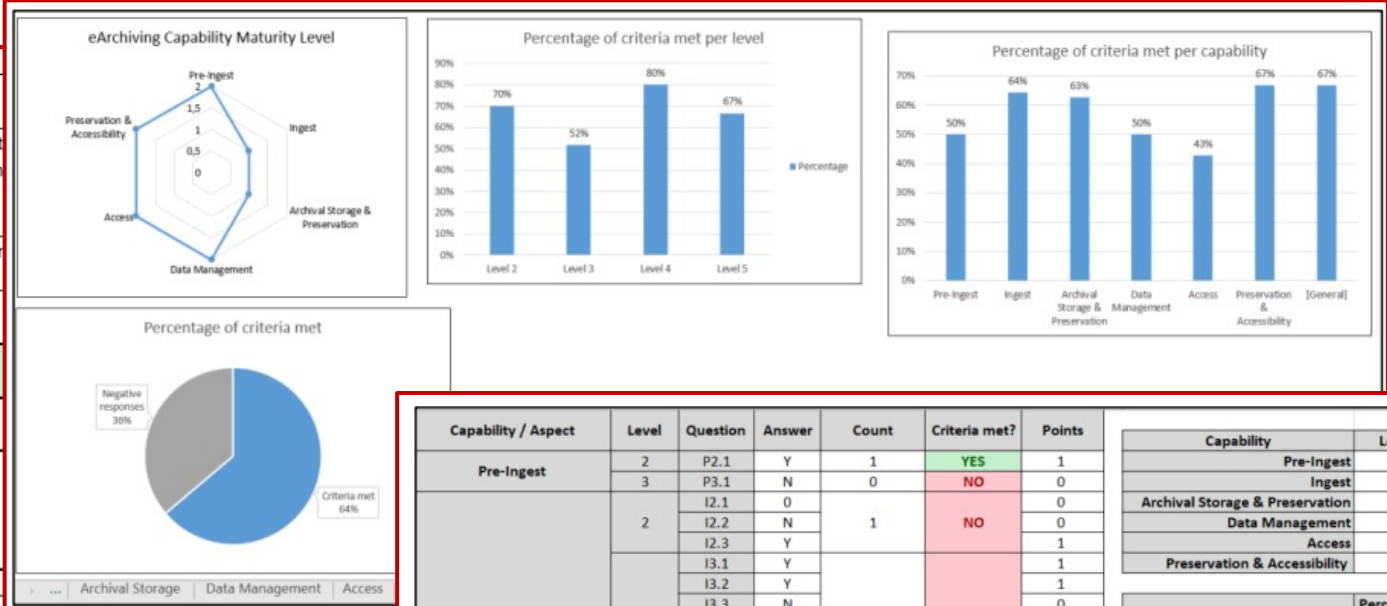 eArchiving Capability Maturity Level
Pre-Ingest
2
1,5
1
0,5
0
Ingest
Archival Storage &
Preservation
Data Management
Access
Preservation &
Accessibility
Percentage of criteria met per level
90%
80%
70%
60%
50%
40%
30%
20%
10%
0%
70%
52%
80%
67%
Level 2
Level 3
Level 4
Level 5
Percentage
Percentage of criteria met per capability
70%
60%
50%
40%
30%
20%
10%
0%
50%
64%
63%
50%
43%
67%
67%
Pre-Ingest
Ingest
Archival
Storage &
Preservation
Data
Management
Access
Preservation
&
Accessibility
[General]
Percentage of criteria met
Negative
responses
36%
Criteria met
64%
... Archival Storage Data Management Access
Capability / Aspect Level Question Answer Count Criteria met? Points
Pre-Ingest 2 P2.1 Y 1 YES 1
3 P3.1 N 0 NO 0
I2.1 0 0
2 I2.2 N 1 NO 0
I2.3 Y 1
I3.1 Y 1
I3.2 Y 1
I3.3 N 0
Capability
Pre-Ingest
Ingest
Archival Storage & Preservation
Data Management
Access
Preservation & Accessibility